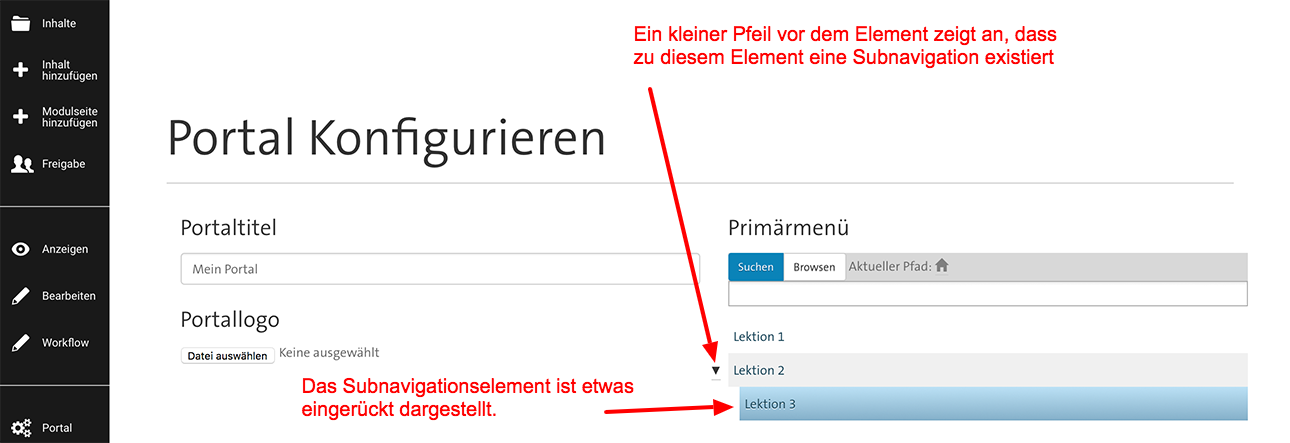 Inhalte
Inhalt
hinzufügen
Modulseite
hinzufügen
Freigabe
Anzeigen
Bearbeiten
Workflow
Portal
Ein kleiner Pfeil vor dem Element zeigt an, dass
zu diesem Element eine Subnavigation existiert
Portal Konfigurieren
Portaltitel
Mein Portal
Portallogo
Datei auswählen Keine ausgewählt
Das Subnavigationselement ist etwas
eingerückt dargestellt.
Primärmenü
Suchen Browsen Aktueller Pfad:
Lektion 1
Lektion 2
Lektion 3